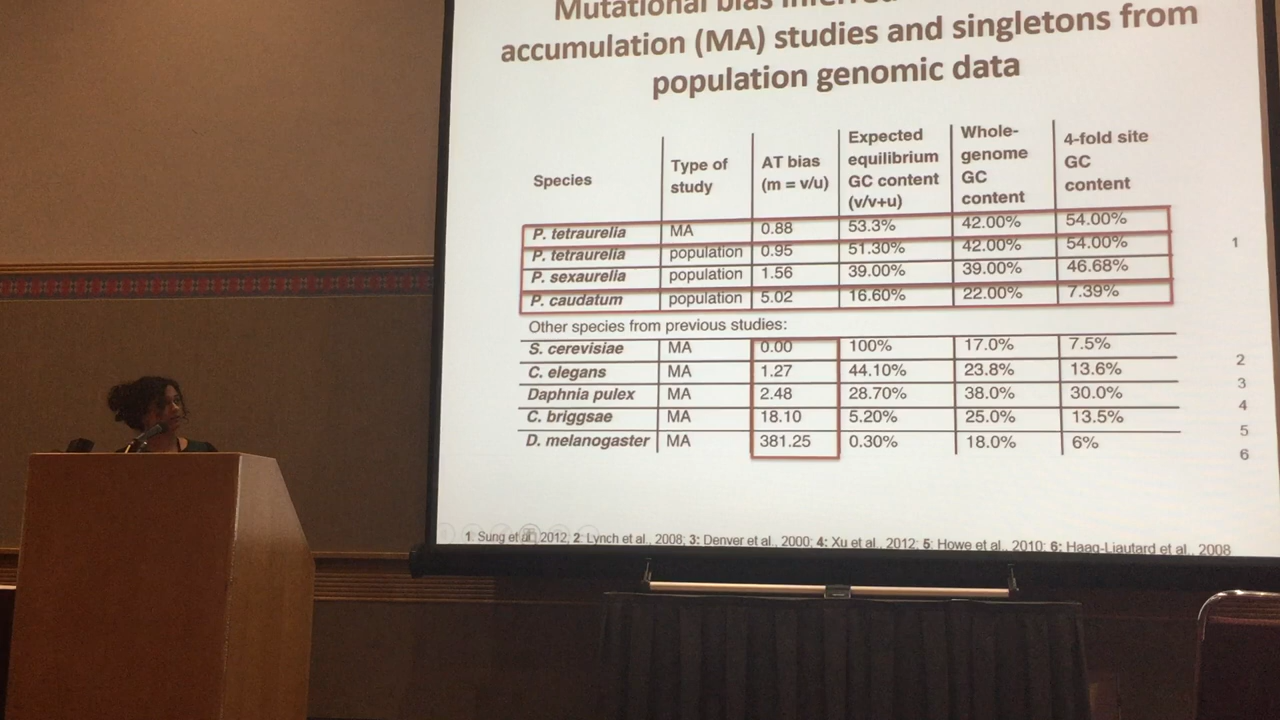 Mutational bias inferred
accumulation (MA) studies and singletons from
population genomic data
Species | Type of study | AT bias (m = v/u) | Expected equilibrium GC content (v/v+u) | Whole-genome GC content | 4-fold site GC content
P. tetraurelia | MA | 0.88 | 53.3% | 42.00% | 54.00% 1
P. tetraurelia | population | 0.95 | 51.30% | 42.00% | 54.00%
P. sexaurelia | population | 1.56 | 39.00% | 39.00% | 46.68%
P. caudatum | population | 5.02 | 16.60% | 22.00% | 7.39%
Other species from previous studies:
S. cerevisiae | MA | 0.00 | 100% | 17.0% | 7.5% 2
C. elegans | MA | 1.27 | 44.10% | 23.8% | 13.6% 3
Daphnia pulex | MA | 2.48 | 28.70% | 38.0% | 30.0% 4
C. briggsae | MA | 18.10 | 5.20% | 25.0% | 13.5% 5
D. melanogaster | MA | 381.25 | 0.30% | 18.0% | 6% 6
1. Sung et al., 2012; 2: Lynch et al., 2008; 3: Denver et al., 2000; 4: Xu et al., 2012; 5: Howe et al., 2010; 6: Haag-Liautard et al., 2008